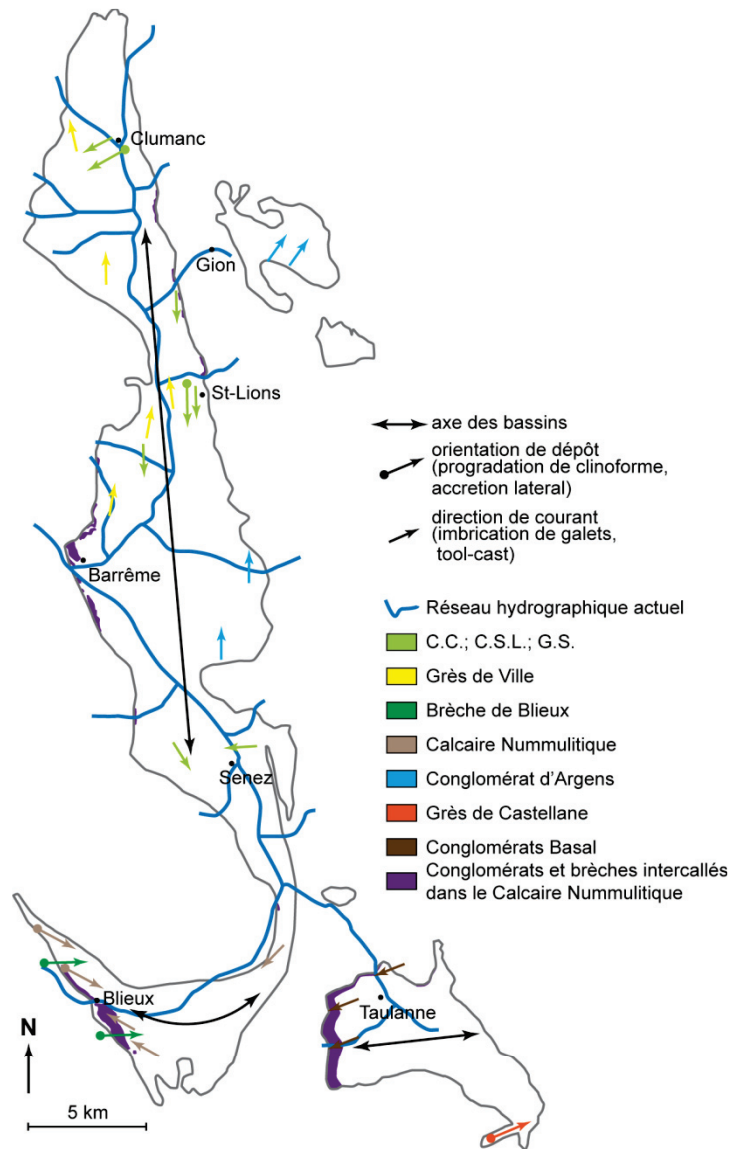 Clumanc
Gion
St-Lions
Barrême
Senez
Blieux
Taulanne
N
5 km
axe des bassins
orientation de dépôt
(progradation de clinoforme,
accretion lateral)
direction de courant
(imbrication de galets,
tool-cast)
Réseau hydrographique actuel
C.C.; C.S.L.; G.S.
Grès de Ville
Brèche de Blieux
Calcaire Nummulitique
Conglomérat d'Argens
Grès de Castellane
Conglomérats Basal
Conglomérats et brèches intercallés
dans le Calcaire Nummulitique